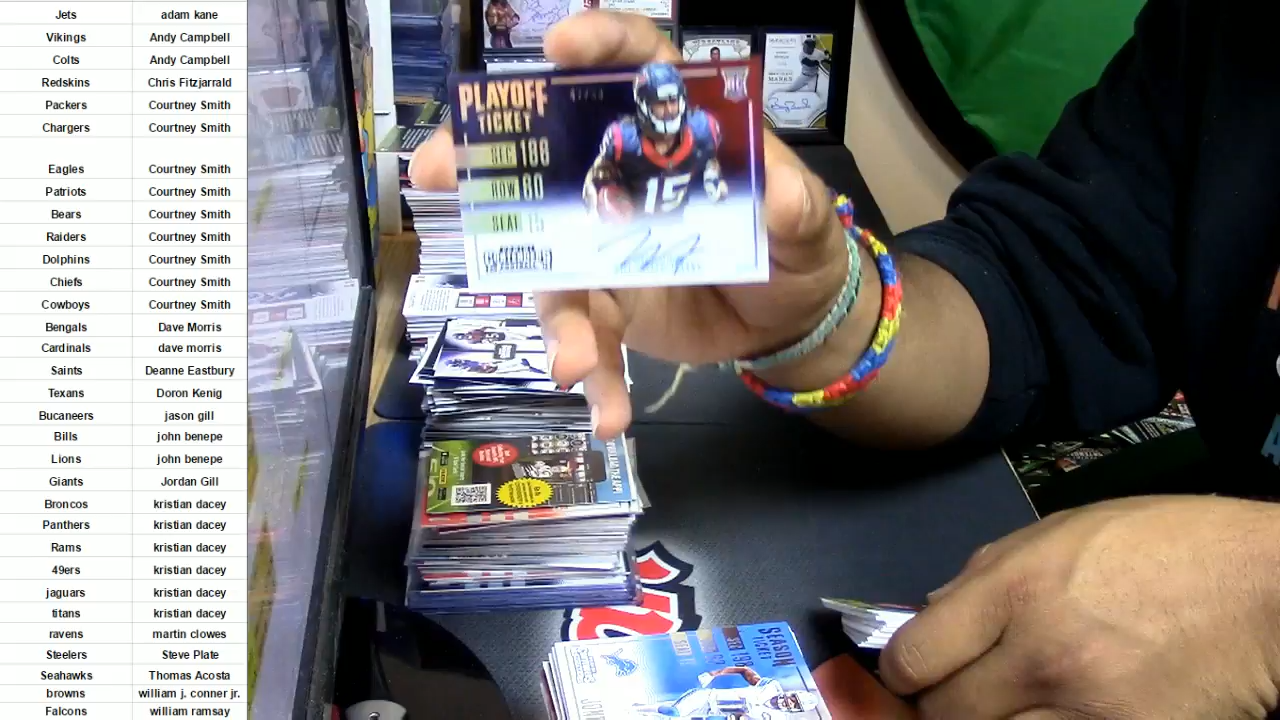 Jets adam kane
Vikings Andy Campbell
Colts Andy Campbell
Redskins Chris Fitzjarrald
Packers Courtney Smith
Chargers Courtney Smith
Eagles Courtney Smith
Patriots Courtney Smith
Bears Courtney Smith
Raiders Courtney Smith
Dolphins Courtney Smith
Chiefs Courtney Smith
Cowboys Courtney Smith
Bengals Dave Morris
Cardinals dave morris
Saints Deanne Eastbury
Texans Doron Kenig
Bucaneers jason gill
Bills john benepe
Lions john benepe
Giants Jordan Gill
Broncos kristian dacey
Panthers kristian dacey
Rams kristian dacey
49ers kristian dacey
jaguars kristian dacey
titans kristian dacey
ravens martin clowes
Steve Plate
Seahawks Thomas Acosta
browns william j. conner jr.
falcons william ramsay
PLAYOFF
TICKET
SEC 108
ROW 60
SEAT 15
15
SEASON
TICKET
SEC 198